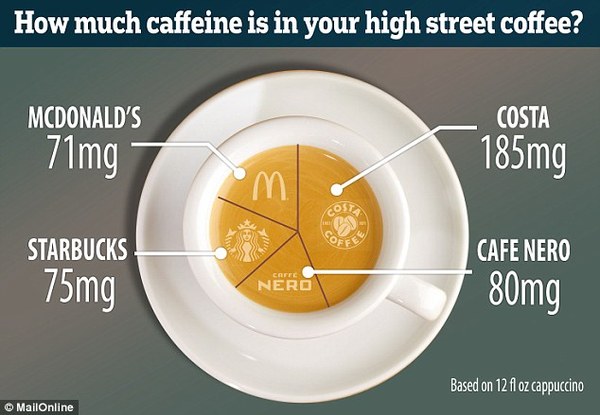 How much caffeine is in your high street coffee?
MCDONALD'S
71mg
COSTA
185mg
M
COSTA
COFFEE
STARBUCKS
75mg
CAFFÈ
NERO
CAFE NERO
80mg
Based on 12 fl oz cappuccino
© MailOnline